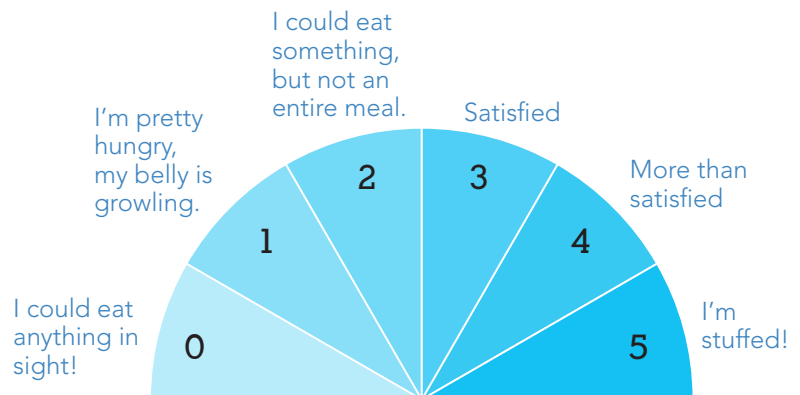 I could eat
anything in
sight!
0
I'm pretty
hungry,
my belly is
growling.
1
I could eat
something,
but not an
entire meal.
2
Satisfied
3
More than
satisfied
4
I'm
stuffed!
5